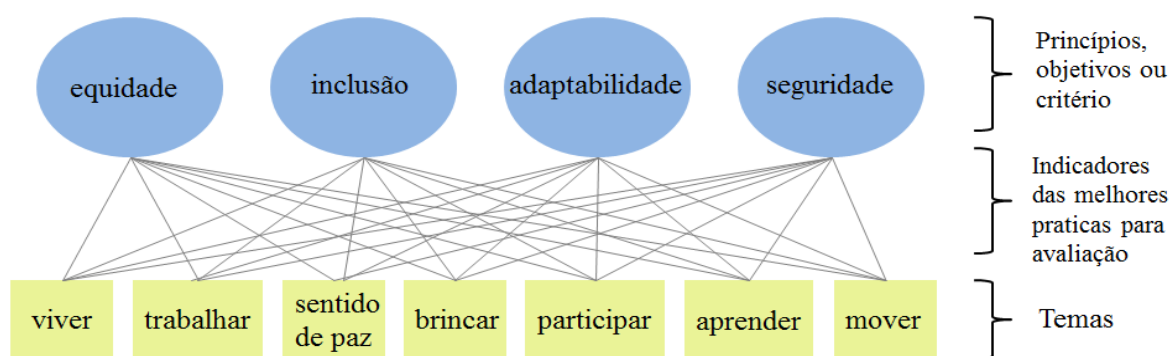 equidade
inclusão
adaptabilidade
seguridade
Princípios,
objetivos ou
critério
Indicadores
das melhores
praticas para
avaliação
viver
trabalhar
sentido
de paz
brincar
participar
aprender
mover
Temas